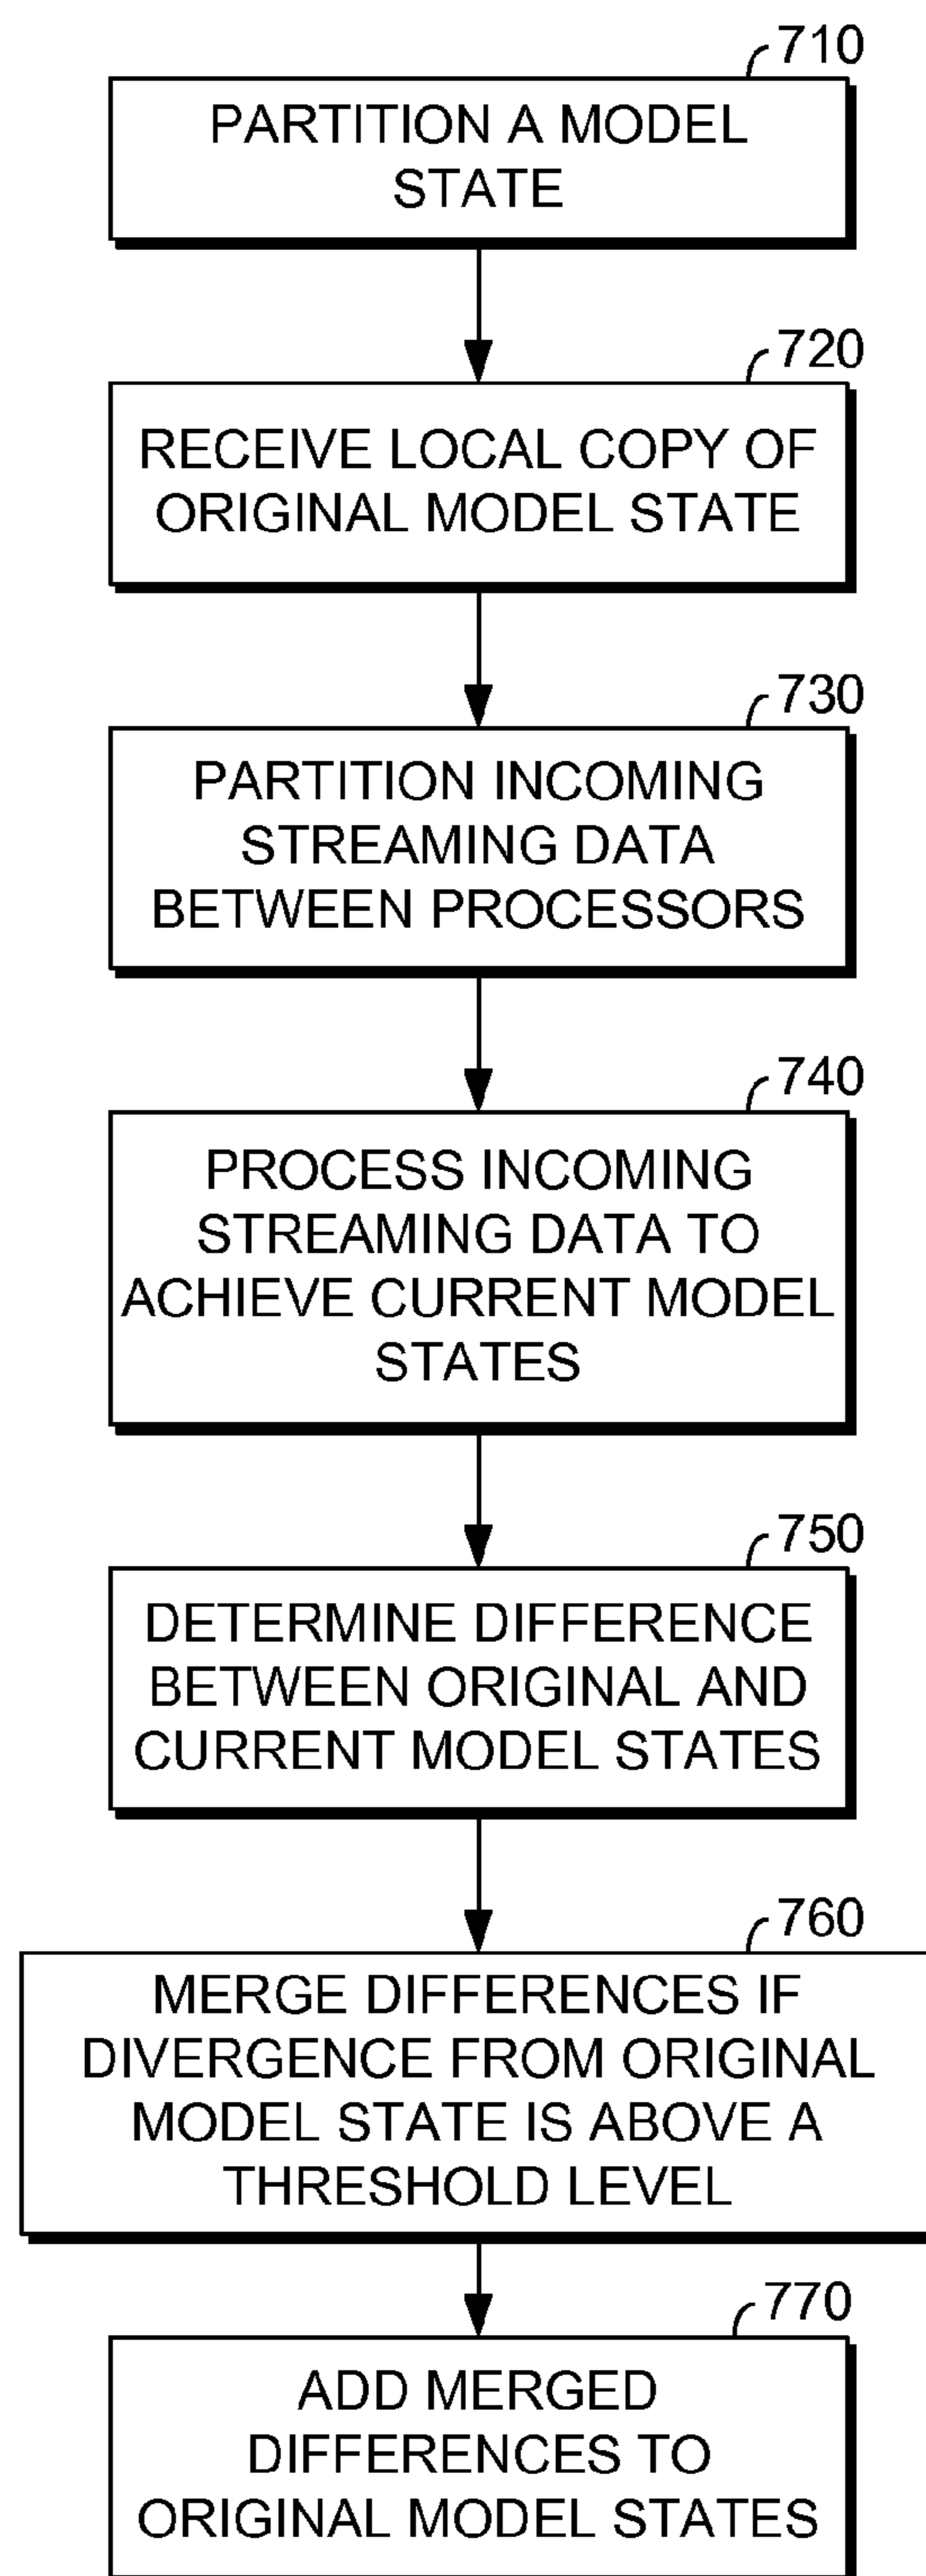 710
PARTITION A MODEL
STATE
720
RECEIVE LOCAL COPY OF
ORIGINAL MODEL STATE
730
PARTITION INCOMING
STREAMING DATA
BETWEEN PROCESSORS
740
PROCESS INCOMING
STREAMING DATA TO
ACHIEVE CURRENT MODEL
STATES
750
DETERMINE DIFFERENCE
BETWEEN ORIGINAL AND
CURRENT MODEL STATES
760
MERGE DIFFERENCES IF
DIVERGENCE FROM ORIGINAL
MODEL STATE IS ABOVE A
THRESHOLD LEVEL
770
ADD MERGED
DIFFERENCES TO
ORIGINAL MODEL STATES